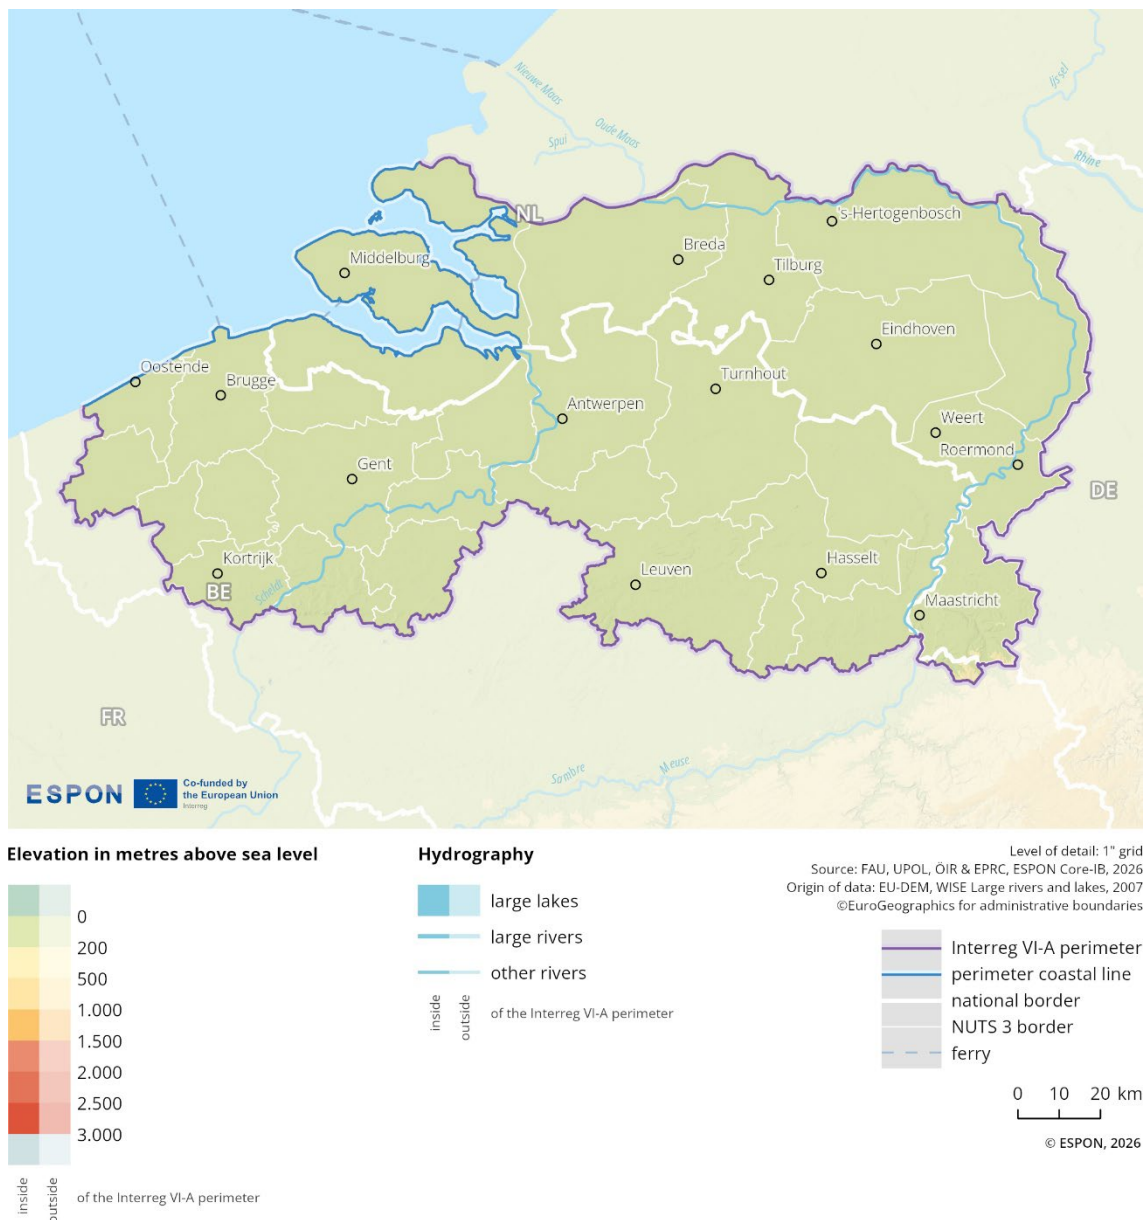 Nieuwe Maas
Oude Maas
Spui
IJssel
Rhine
NL
's-Hertogenbosch
Breda
Tilburg
Middelburg
Eindhoven
Oostende
Brugge
Turnhout
Antwerpen
Weert
Roermond
Gent
DE
Kortrijk
BE
Scheldt
Leuven
Hasselt
Maastricht
FR
Sambre
Meuse
ESPON
Co-funded by
the European Union
Interreg
Elevation in metres above sea level
0
200
500
1.000
1.500
2.000
2.500
3.000
inside
outside
of the Interreg VI-A perimeter
Hydrography
large lakes
large rivers
other rivers
inside
outside
of the Interreg VI-A perimeter
Level of detail: 1" grid
Source: FAU, UPOL, ÖIR & EPRC, ESPON Core-IB, 2026
Origin of data: EU-DEM, WISE Large rivers and lakes, 2007
©EuroGeographics for administrative boundaries
Interreg VI-A perimeter
perimeter coastal line
national border
NUTS 3 border
ferry
0 10 20 km
© ESPON, 2026